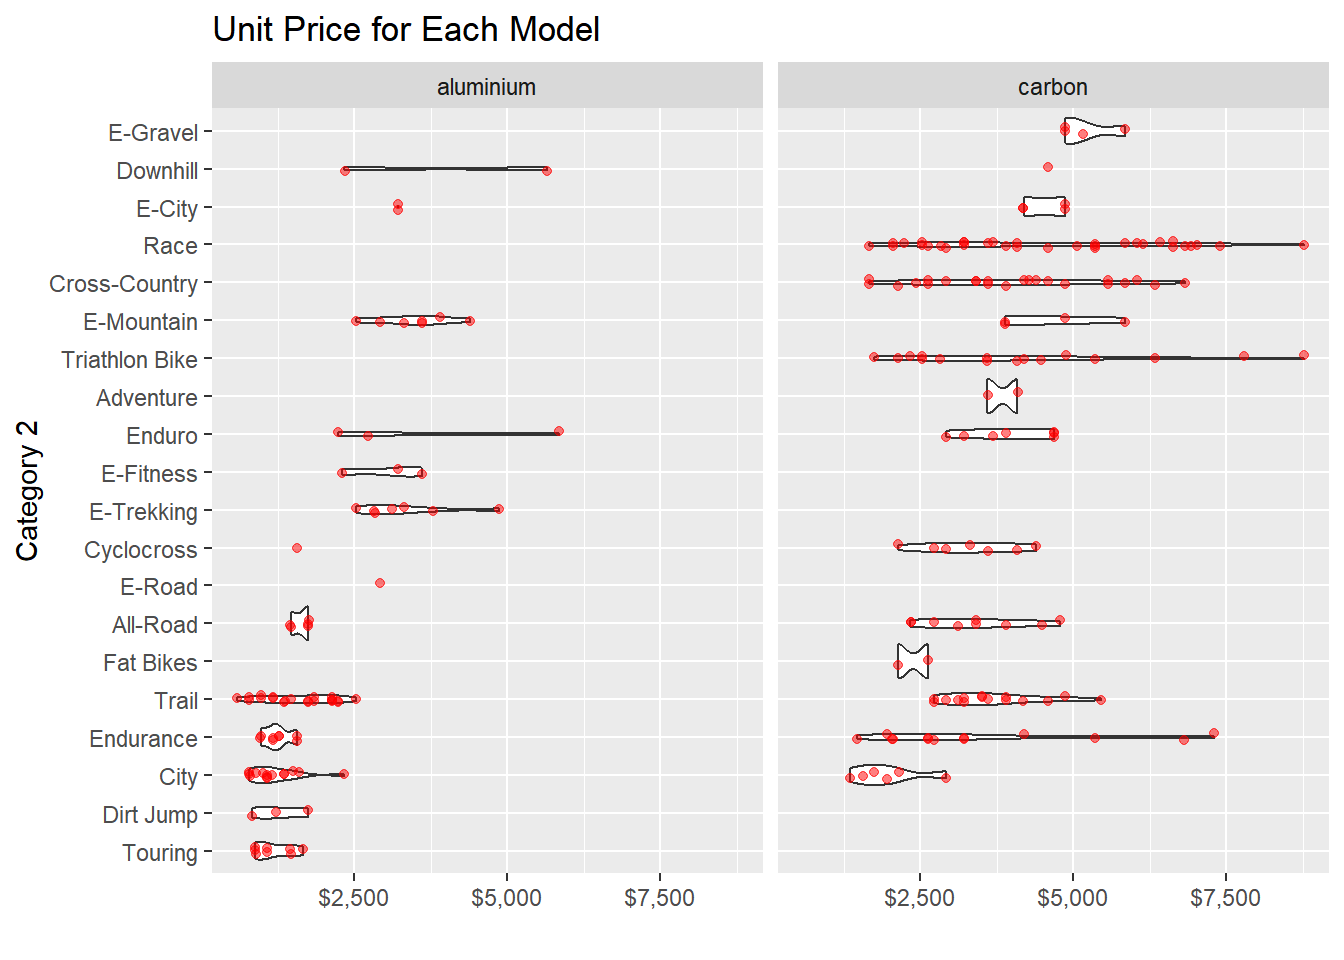 Unit Price for Each Model
aluminium
carbon
Category 2
E-Gravel
Downhill
E-City
Race
Cross-Country
E-Mountain
Triathlon Bike
Adventure
Enduro
E-Fitness
E-Trekking
Cyclocross
E-Road
All-Road
Fat Bikes
Trail
Endurance
City
Dirt Jump
Touring
$2,500 $5,000 $7,500
$2,500 $5,000 $7,500